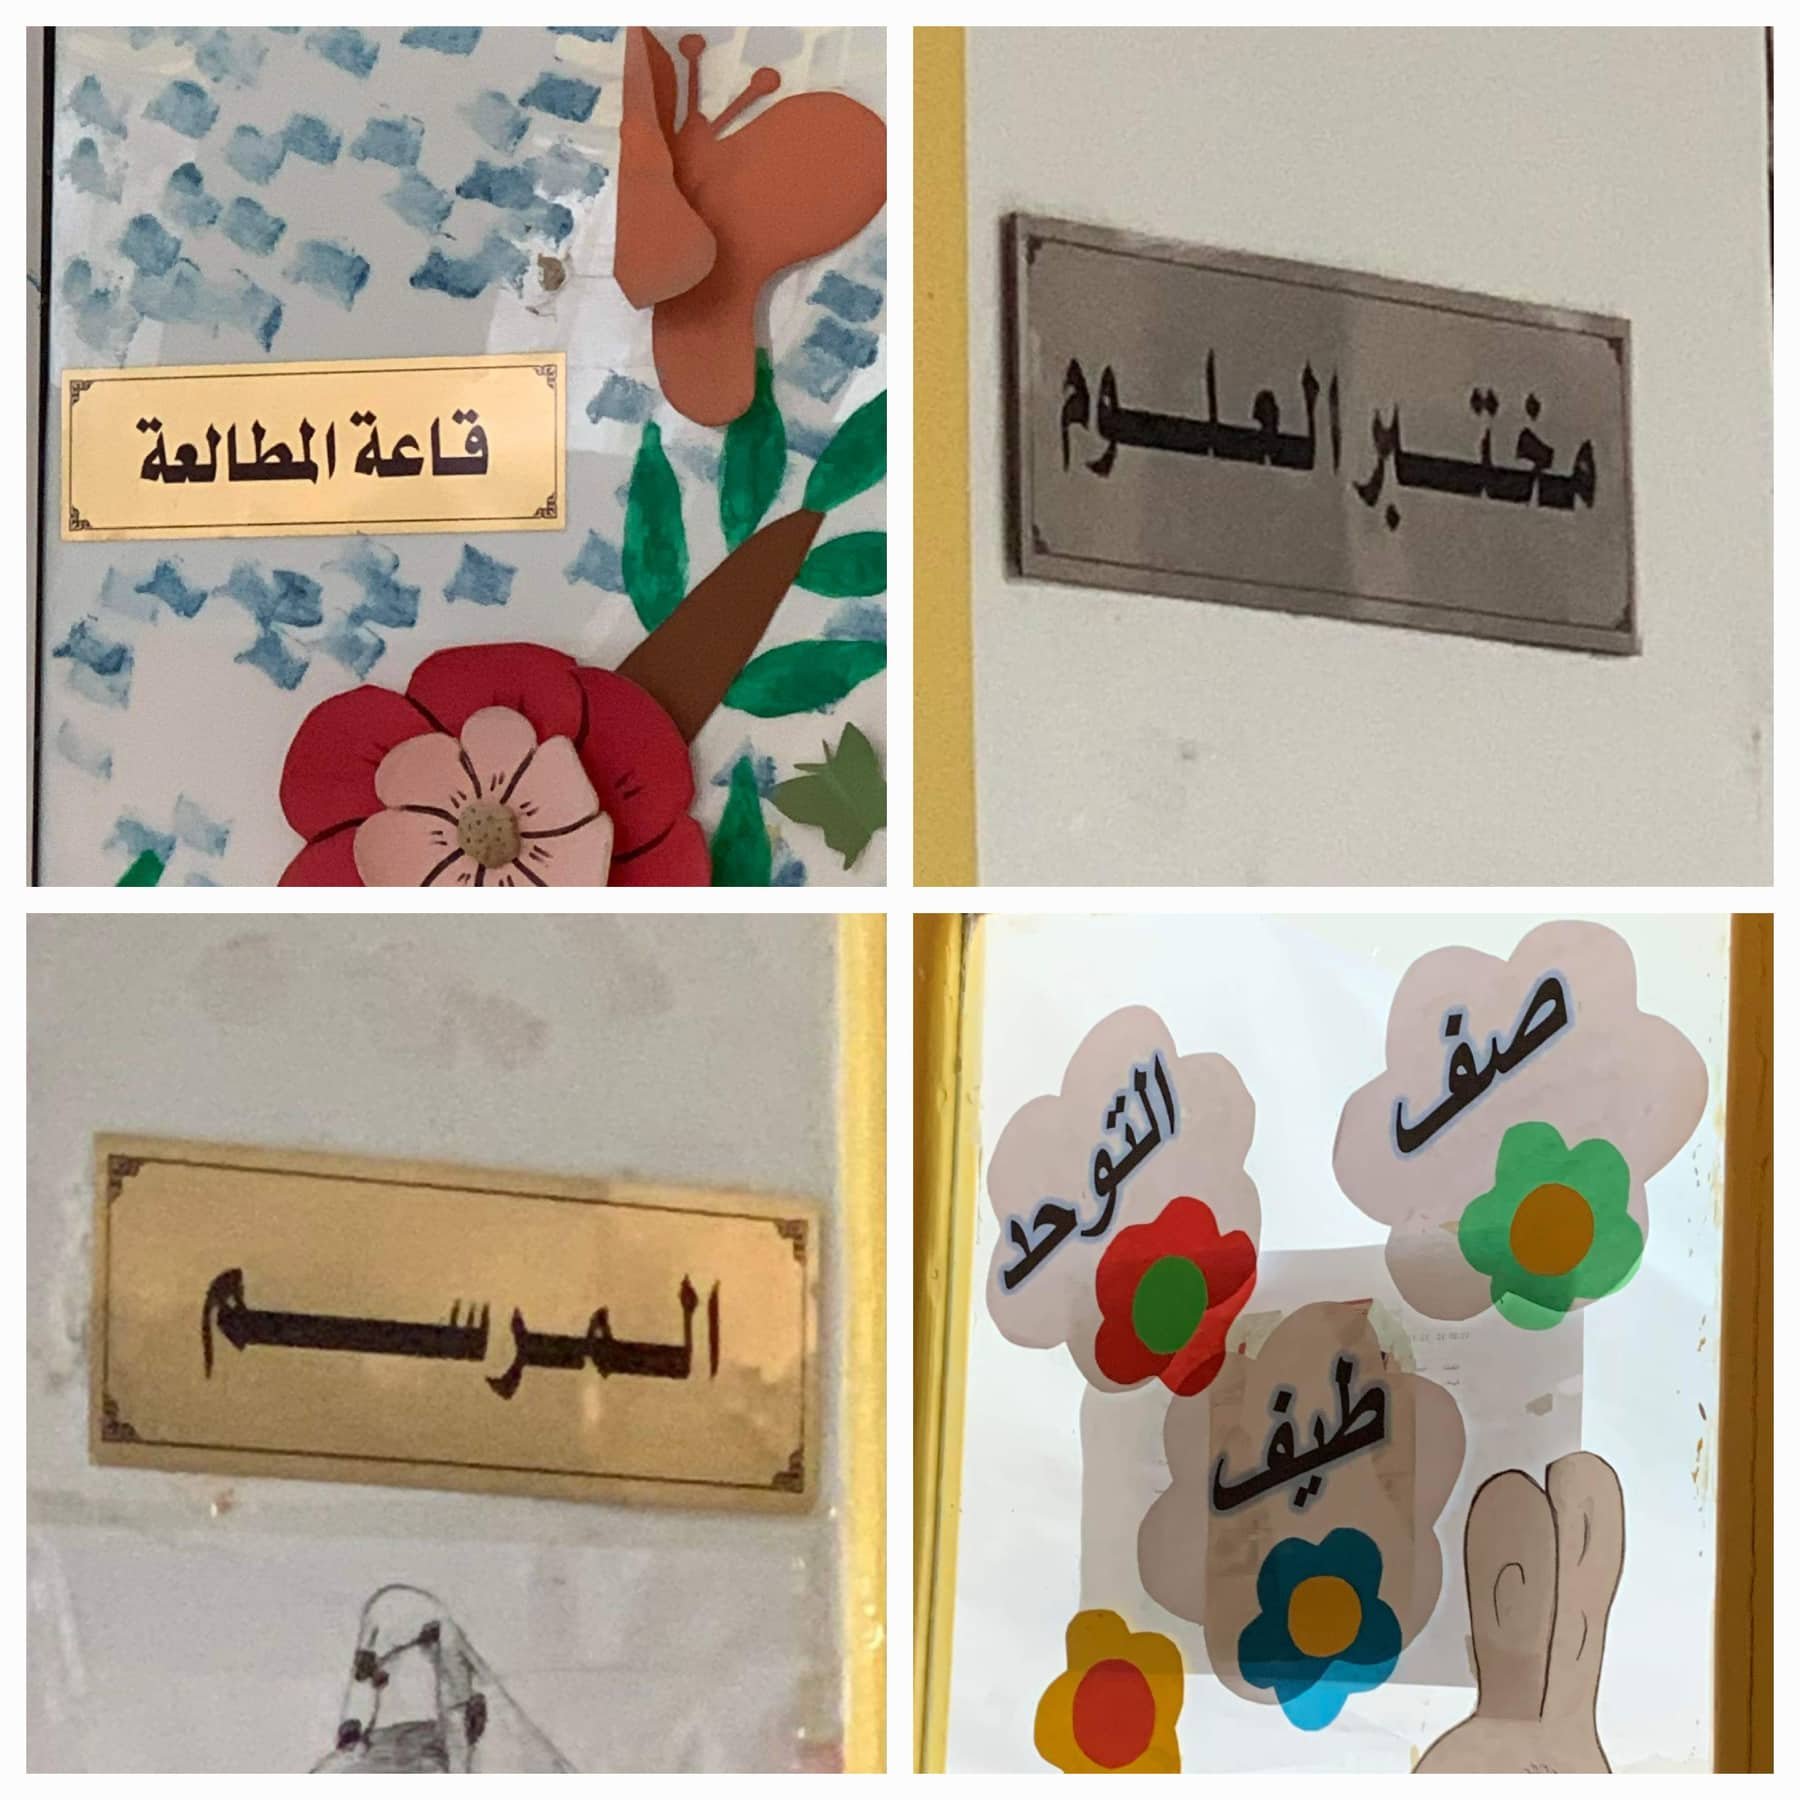 قاعة المطالعة
مختبر العلوم
المرسم
صف
طيف
التوحد